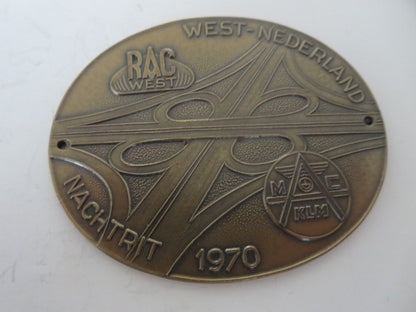 WEST-NEDERLAND
RAC
WEST
M C
KLM
NACHTRIT
1970